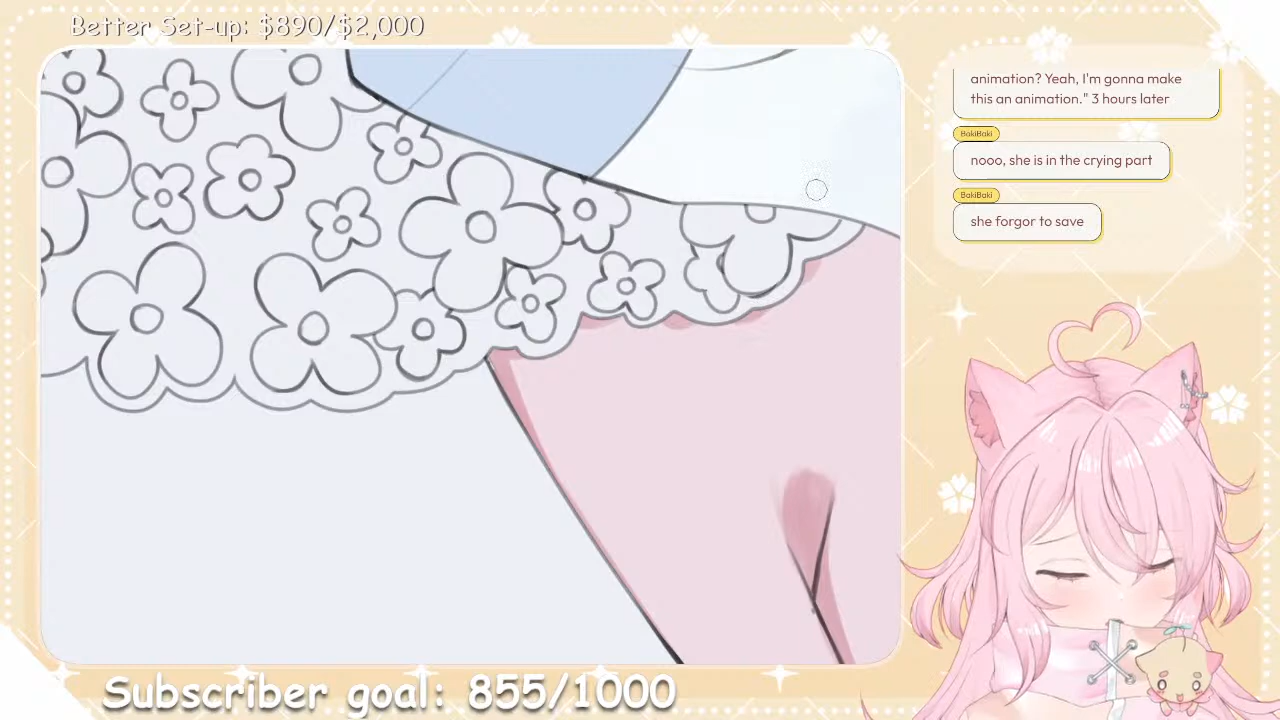 Better Set-up: $890/$2,000
animation? Yeah, I'm gonna make
this an animation." 3 hours later
BakiBaki
nooo, she is in the crying part
BakiBaki
she forgor to save
Subscriber goal: 855/1000